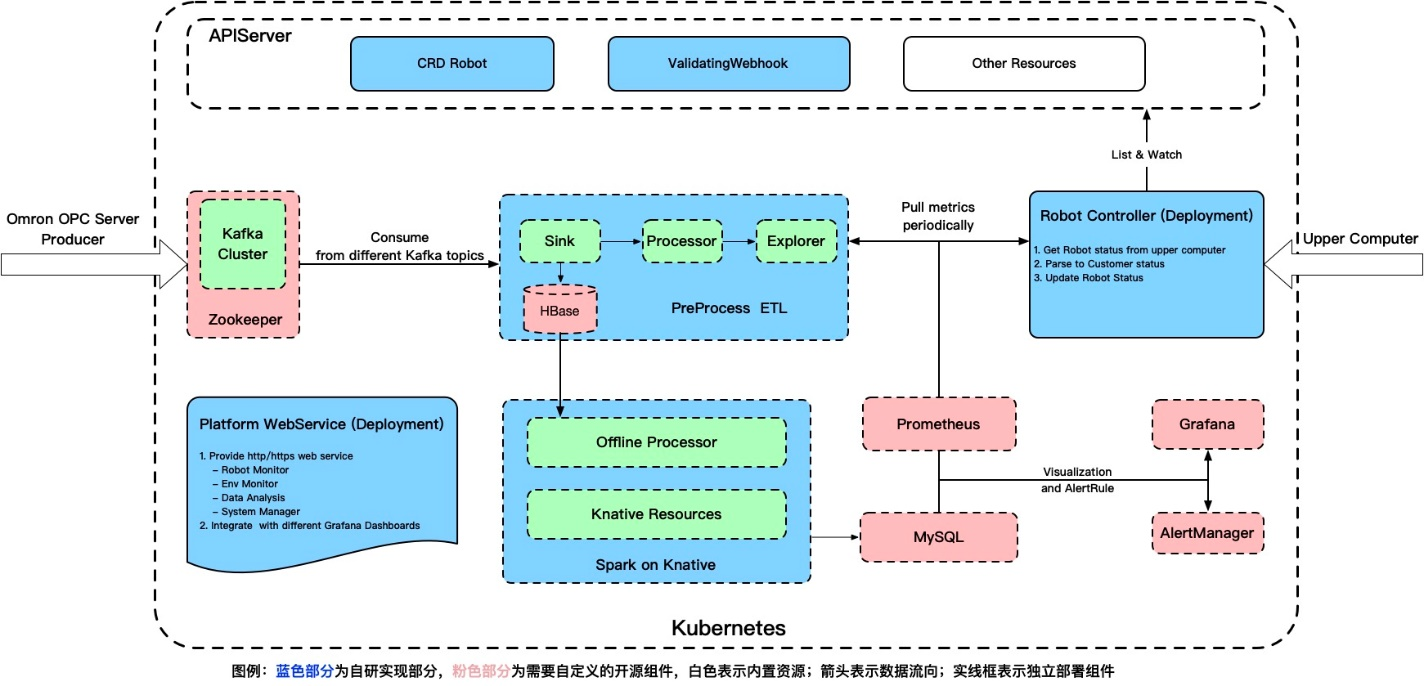 APIServer
CRD Robot
ValidatingWebhook
Other Resources
List & Watch
Omron OPC Server
Producer
Kafka
Cluster
Zookeeper
Consume
from different Kafka topics
Sink
Processor
Explorer
HBase
PreProcess ETL
Pull metrics
periodically
Robot Controller (Deployment)
1. Get Robot status from upper computer
2. Parse to Customer status
3. Update Robot Status
Upper Computer
Platform WebService (Deployment)
1. Provide http/https web service
– Robot Monitor
– Env Monitor
– Data Analysis
– System Manager
2. Integrate with different Grafana Dashboards
Offline Processor
Knative Resources
Spark on Knative
Prometheus
MySQL
Visualization
and AlertRule
Grafana
AlertManager
Kubernetes
图例：蓝色部分为自研实现部分，粉色部分为需要自定义的开源组件，白色表示内置资源；箭头表示数据流向；实线框表示独立部署组件